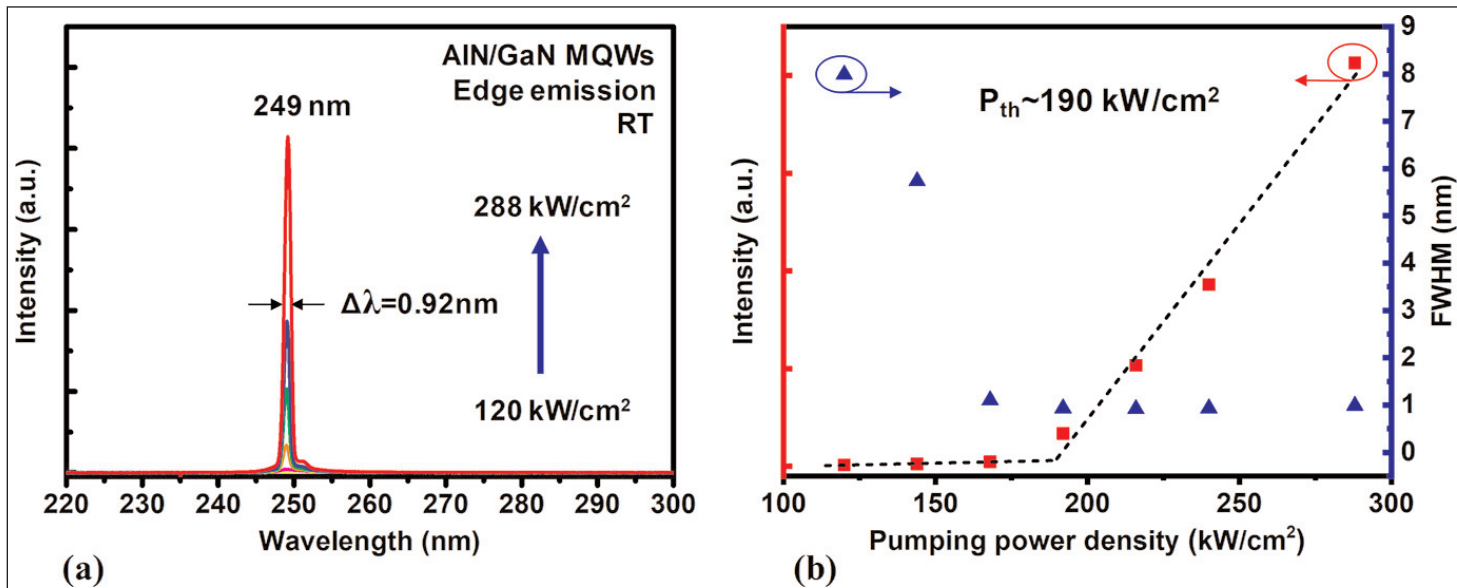 AlN/GaN MQWs
Edge emission
RT
249 nm
288 kW/cm²
Δλ=0.92nm
120 kW/cm²
Intensity (a.u.)
220 230 240 250 260 270 280 290 300
Wavelength (nm)
(a)
P_th~190 kW/cm²
Intensity (a.u.)
9
8
7
6
5
4
3
2
1
0
FWHM (nm)
100 150 200 250 300
Pumping power density (kW/cm²)
(b)